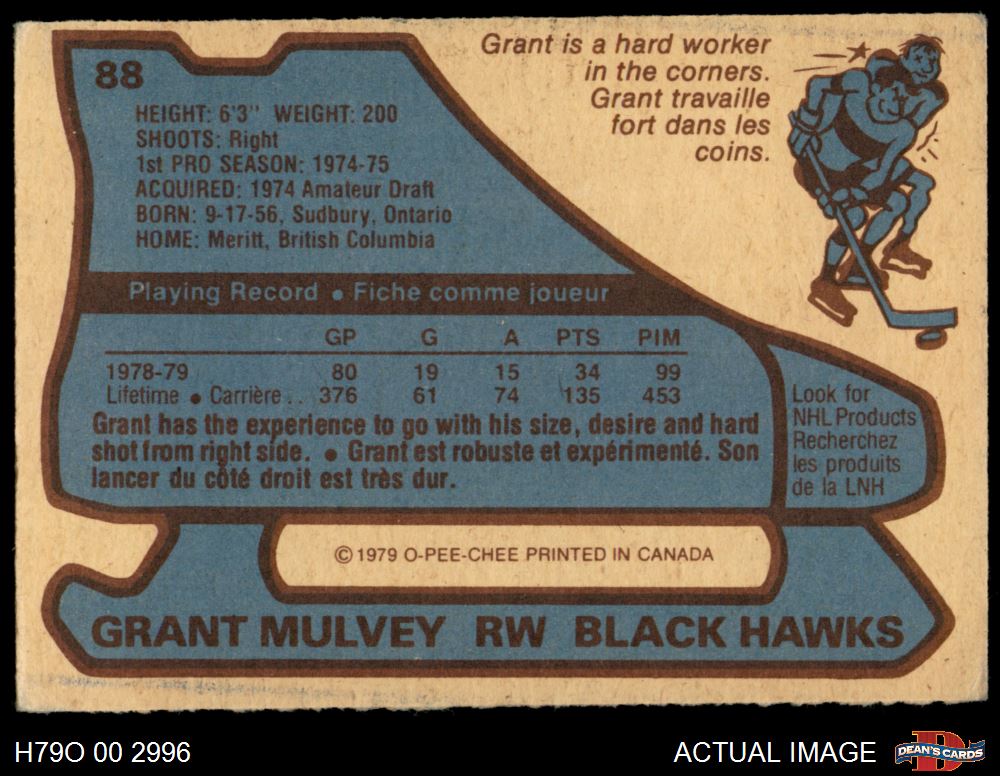 88
Grant is a hard worker
in the corners.
Grant travaille
fort dans les
coins.
HEIGHT: 6'3" WEIGHT: 200
SHOOTS: Right
1st PRO SEASON: 1974-75
ACQUIRED: 1974 Amateur Draft
BORN: 9-17-56, Sudbury, Ontario
HOME: Meritt, British Columbia
Playing Record • Fiche comme joueur
GP G A PTS PIM
1978-79 80 19 15 34 99
Lifetime • Carrière . . 376 61 74 135 453
Grant has the experience to go with his size, desire and hard
shot from right side. • Grant est robuste et expérimenté. Son
lancer du côté droit est très dur.
Look for
NHL Products
Recherchez
les produits
de la LNH
© 1979 O-PEE-CHEE PRINTED IN CANADA
GRANT MULVEY RW BLACK HAWKS
H79O 00 2996
ACTUAL IMAGE
DEAN'S CARDS